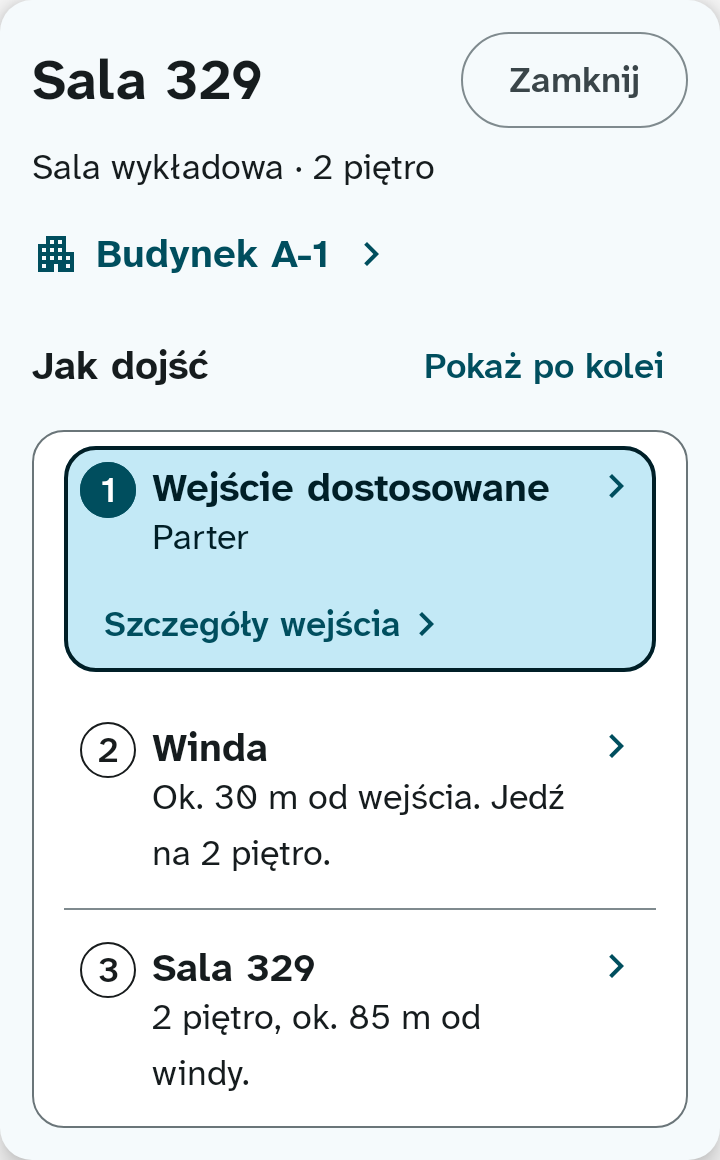 Sala 329
Zamknij
Sala wykładowa · 2 piętro
Budynek A-1
Jak dojść
Pokaż po kolei
1
Wejście dostosowane
Parter
Szczegóły wejścia
2
Winda
Ok. 30 m od wejścia. Jedź
na 2 piętro.
3
Sala 329
2 piętro, ok. 85 m od
windy.